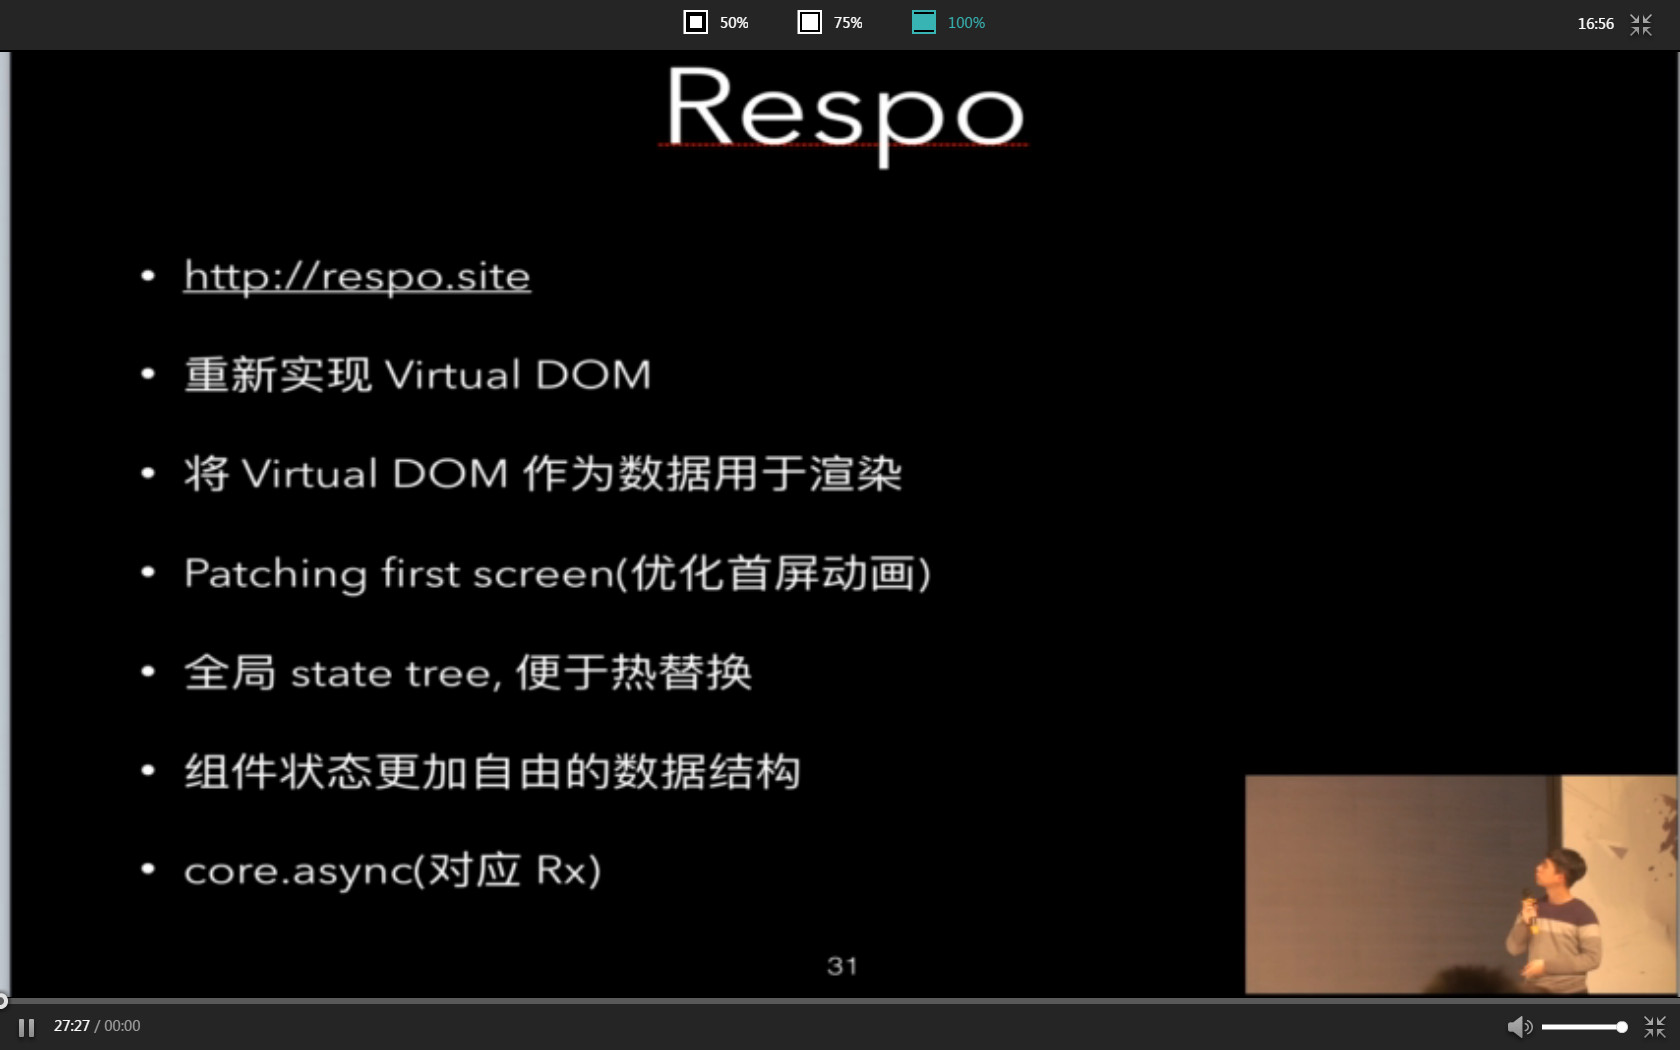 50% 75% 100% 16:56
Respo
• http://respo.site
• 重新实现 Virtual DOM
• 将 Virtual DOM 作为数据用于渲染
• Patching first screen(优化首屏动画)
• 全局 state tree, 便于热替换
• 组件状态更加自由的数据结构
• core.async(对应 Rx)
31
27:27 / 00:00